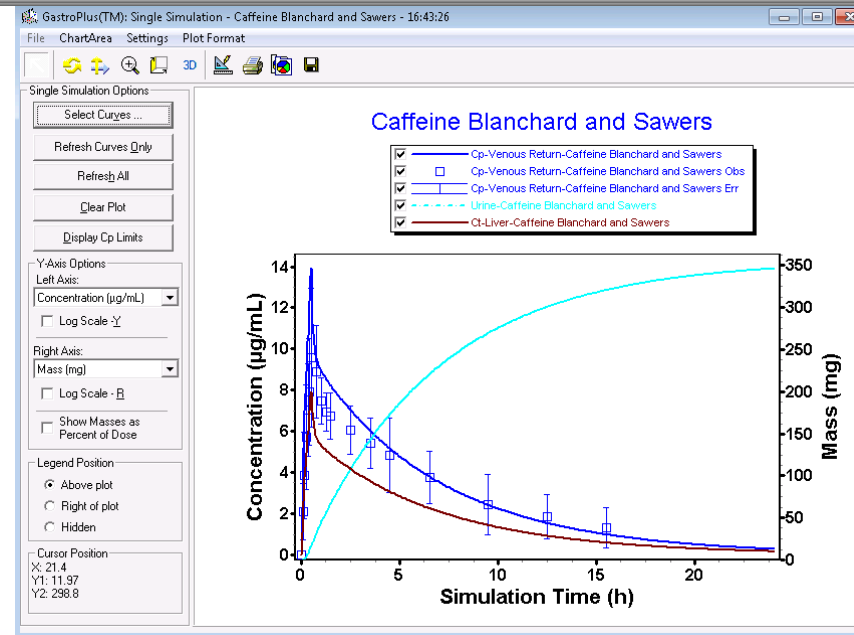 GastroPlus(TM): Single Simulation - Caffeine Blanchard and Sawers - 16:43:26
File ChartArea Settings Plot Format
3D
Single Simulation Options
Select Curves ...
Refresh Curves Only
Refresh All
Clear Plot
Display Cp Limits
Y-Axis Options
Left Axis:
Concentration (µg/mL)
Log Scale -Y
Right Axis:
Mass (mg)
Log Scale - R
Show Masses as
Percent of Dose
Legend Position
Above plot
Right of plot
Hidden
Cursor Position
X: 21.4
Y1: 11.97
Y2: 298.8
Caffeine Blanchard and Sawers
Cp-Venous Return-Caffeine Blanchard and Sawers
Cp-Venous Return-Caffeine Blanchard and Sawers Obs
Cp-Venous Return-Caffeine Blanchard and Sawers Err
Urine-Caffeine Blanchard and Sawers
Ct-Liver-Caffeine Blanchard and Sawers
Concentration (µg/mL)
14
12
10
8
6
4
2
0
350
300
250
200
150
100
50
0
Mass (mg)
0 5 10 15 20
Simulation Time (h)